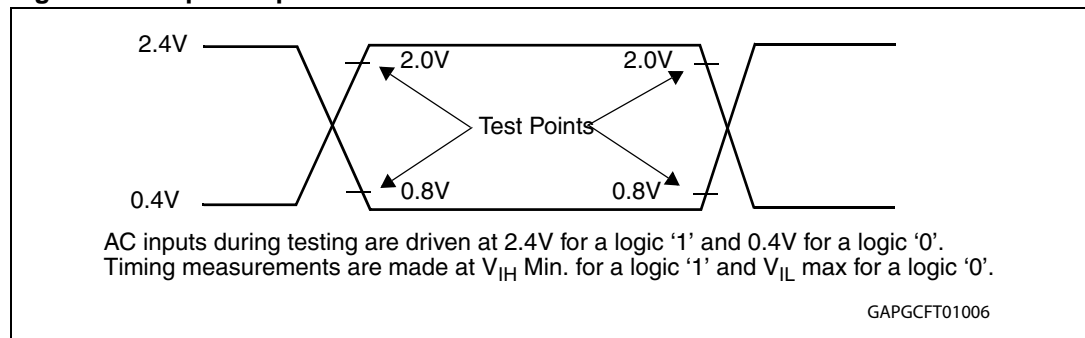 2.4V
2.0V
2.0V
Test Points
0.4V
0.8V
0.8V
AC inputs during testing are driven at 2.4V for a logic ‘1’ and 0.4V for a logic ‘0’.
Timing measurements are made at VIH Min. for a logic ‘1’ and VIL max for a logic ‘0’.
GAPGCFT01006